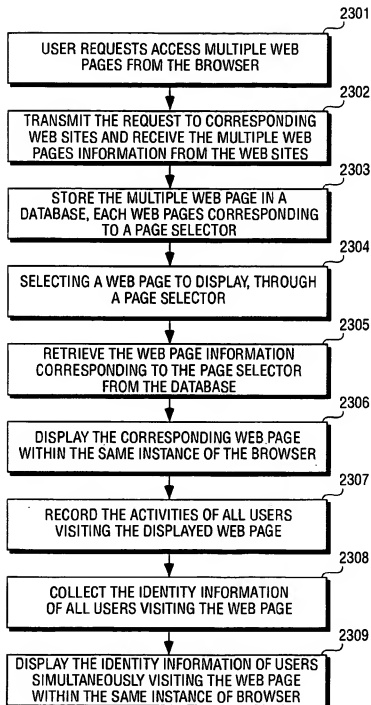 2301
USER REQUESTS ACCESS MULTIPLE WEB
PAGES FROM THE BROWSER
2302
TRANSMIT THE REQUEST TO CORRESPONDING
WEB SITES AND RECEIVE THE MULTIPLE WEB
PAGES INFORMATION FROM THE WEB SITES
2303
STORE THE MULTIPLE WEB PAGE IN A
DATABASE, EACH WEB PAGES CORRESPONDING
TO A PAGE SELECTOR
2304
SELECTING A WEB PAGE TO DISPLAY, THROUGH
A PAGE SELECTOR
2305
RETRIEVE THE WEB PAGE INFORMATION
CORRESPONDING TO THE PAGE SELECTOR
FROM THE DATABASE
2306
DISPLAY THE CORRESPONDING WEB PAGE
WITHIN THE SAME INSTANCE OF THE BROWSER
2307
RECORD THE ACTIVITIES OF ALL USERS
VISITING THE DISPLAYED WEB PAGE
2308
COLLECT THE IDENTITY INFORMATION
OF ALL USERS VISITING THE WEB PAGE
2309
DISPLAY THE IDENTITY INFORMATION OF USERS
SIMULTANEOUSLY VISITING THE WEB PAGE
WITHIN THE SAME INSTANCE OF BROWSER